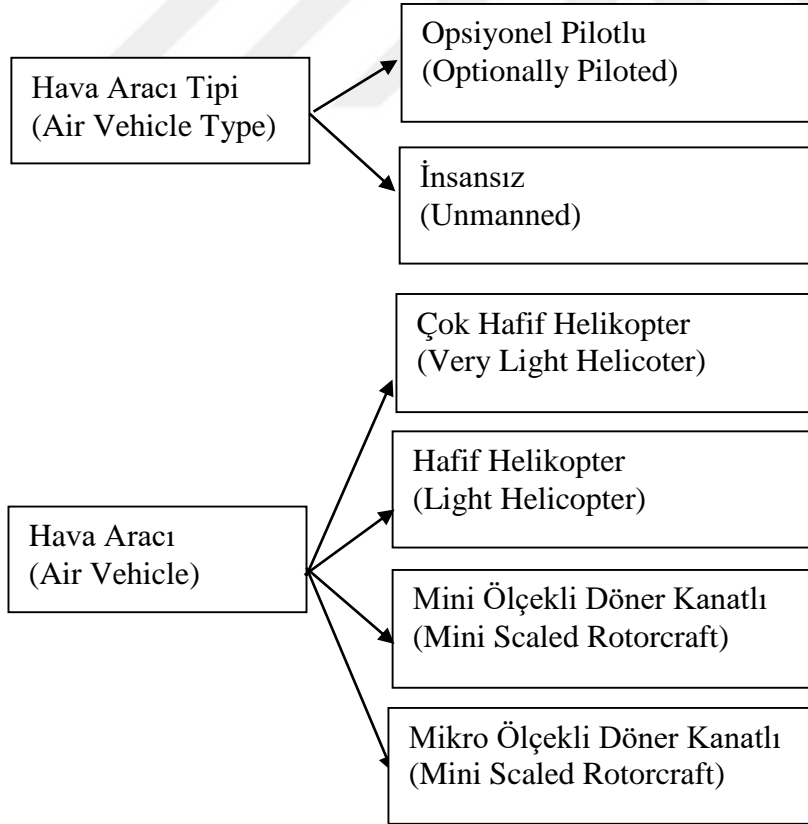 Opsiyonel Pilotlu
(Optionally Piloted)
Hava Aracı Tipi
(Air Vehicle Type)
İnsansız
(Unmanned)
Çok Hafif Helikopter
(Very Light Helicoter)
Hafif Helikopter
(Light Helicopter)
Hava Aracı
(Air Vehicle)
Mini Ölçekli Döner Kanatlı
(Mini Scaled Rotorcraft)
Mikro Ölçekli Döner Kanatlı
(Mini Scaled Rotorcraft)